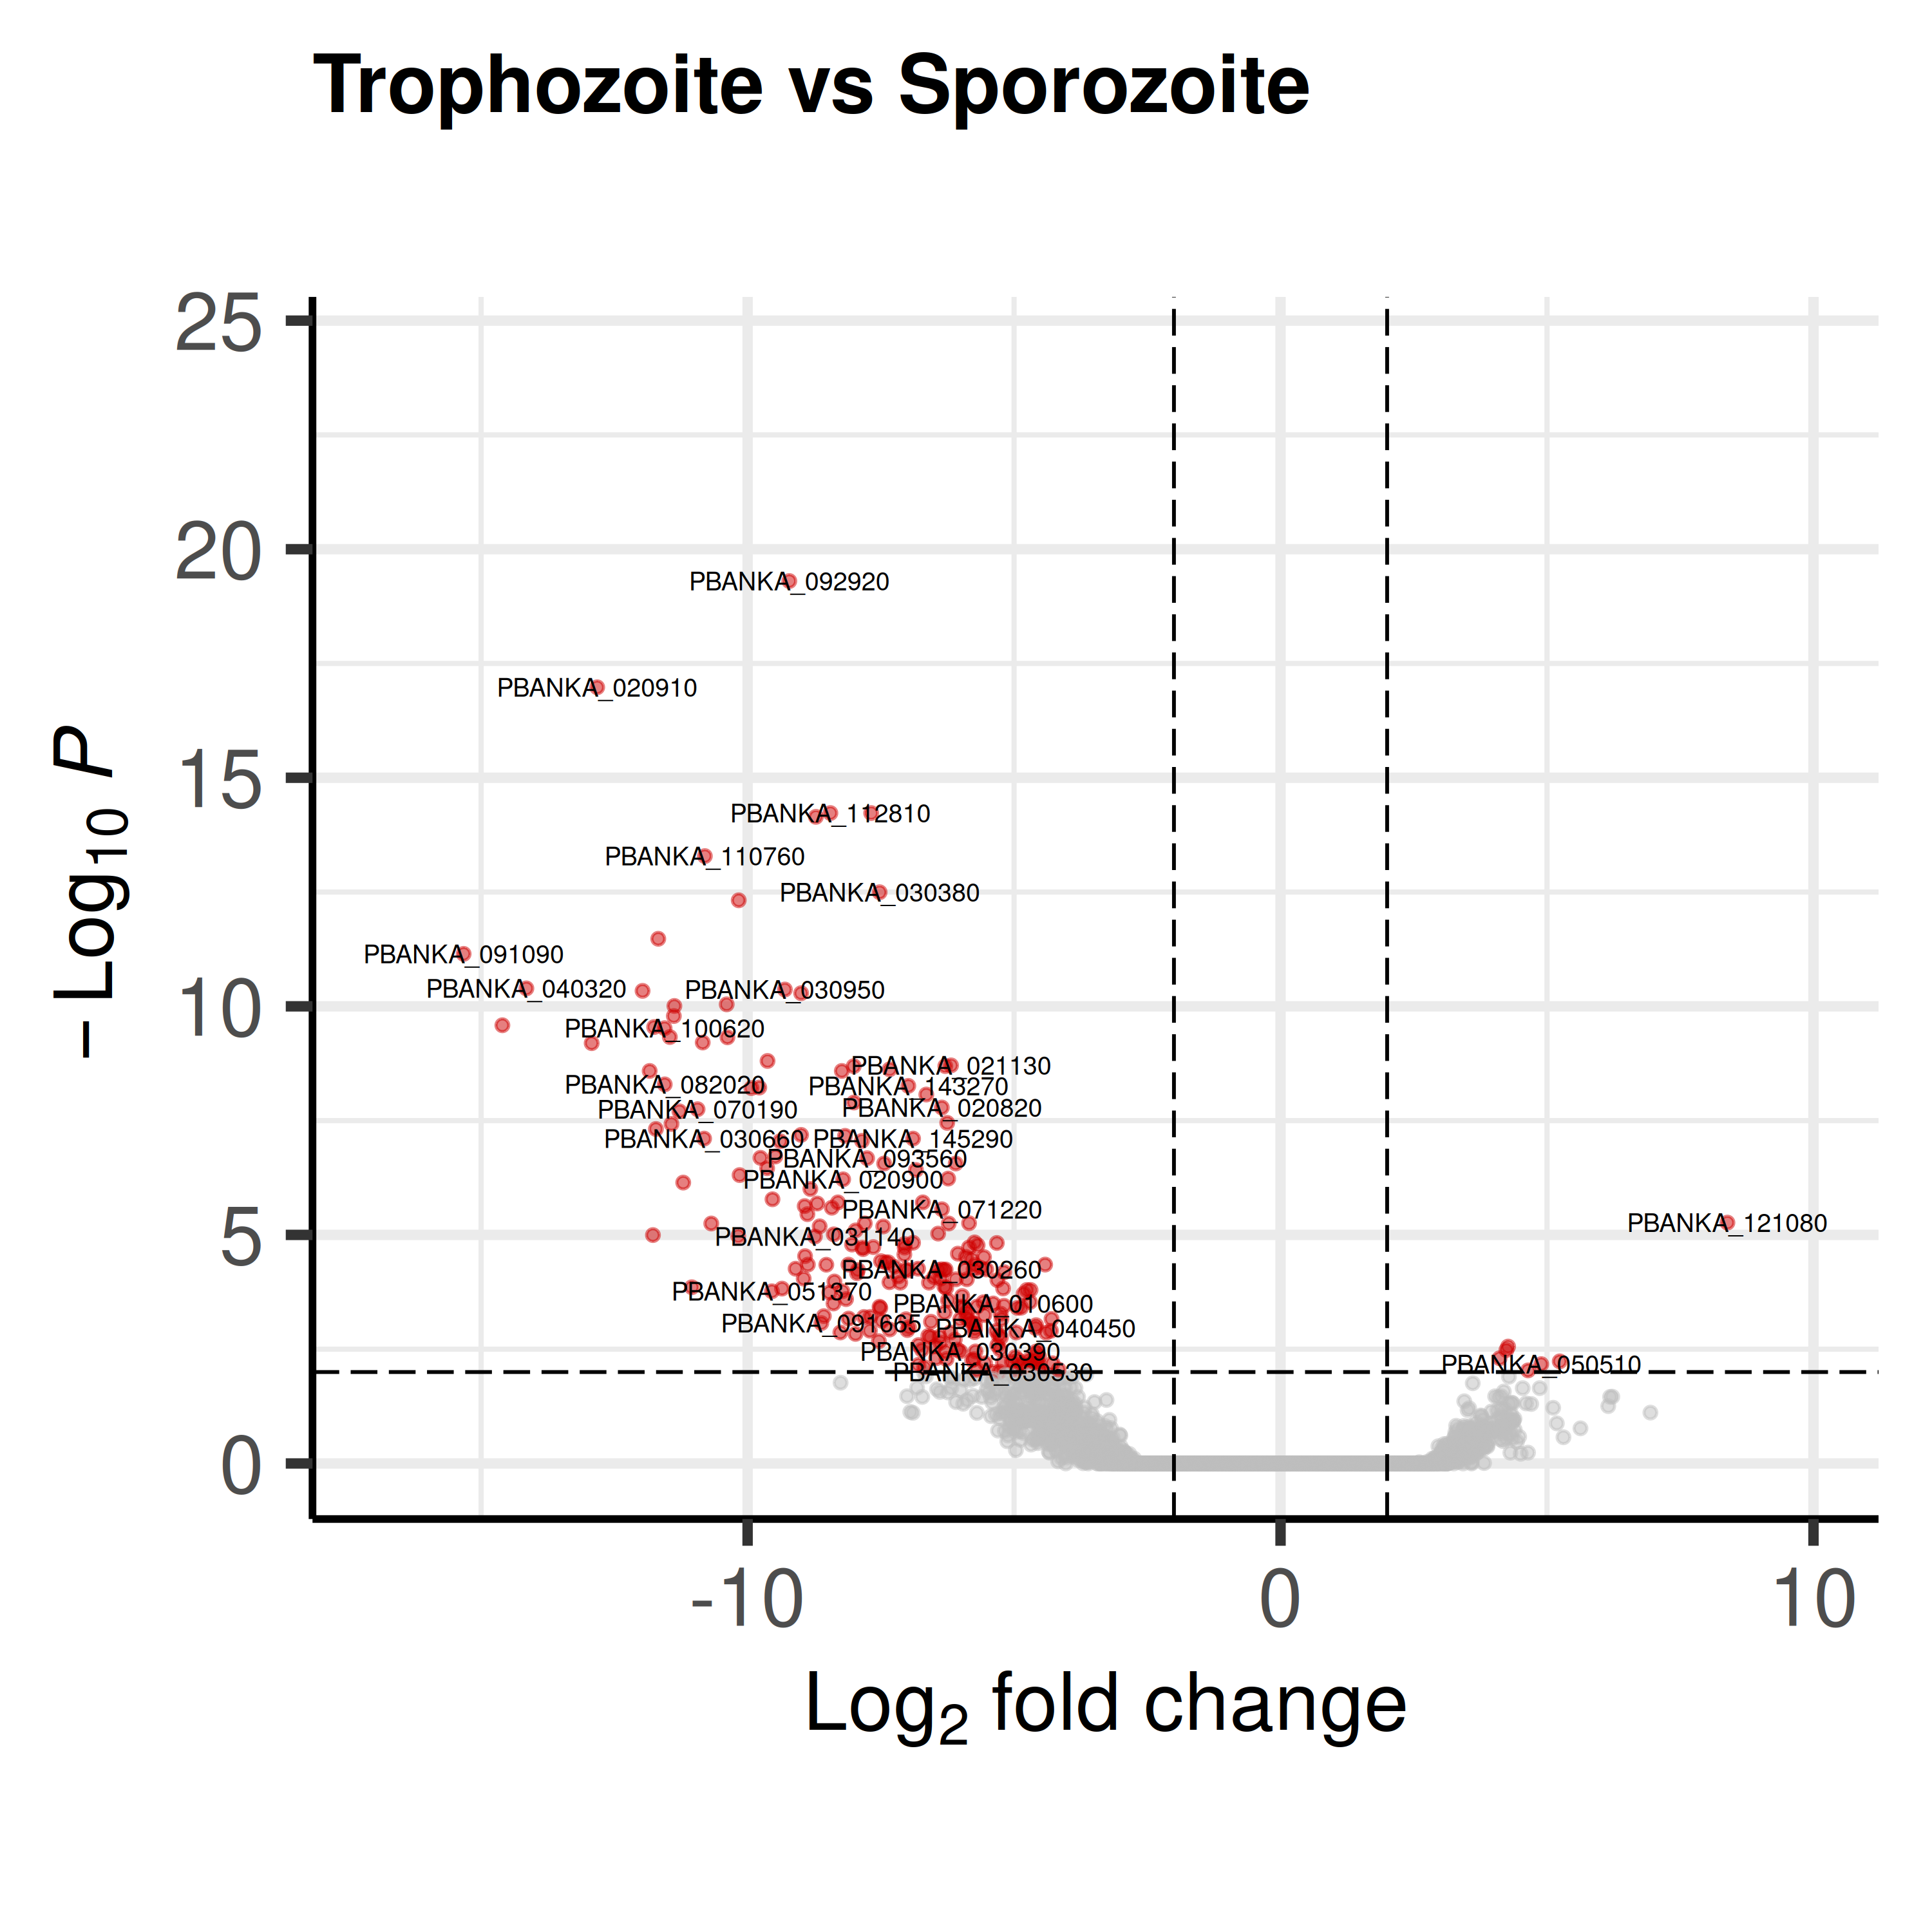 Trophozoite vs Sporozoite
25
20
15
10
5
0
− Log10 P
PBANKA_092920
PBANKA_020910
PBANKA_112810
PBANKA_110760
PBANKA_030380
PBANKA_091090
PBANKA_040320
PBANKA_030950
PBANKA_100620
PBANKA_021130
PBANKA_082020
PBANKA_143270
PBANKA_070190
PBANKA_020820
PBANKA_030660
PBANKA_145290
PBANKA_093560
PBANKA_020900
PBANKA_071220
PBANKA_121080
PBANKA_031140
PBANKA_030260
PBANKA_051370
PBANKA_010600
PBANKA_091665
PBANKA_040450
PBANKA_030390
PBANKA_050510
PBANKA_030530
-10
0
10
Log2 fold change